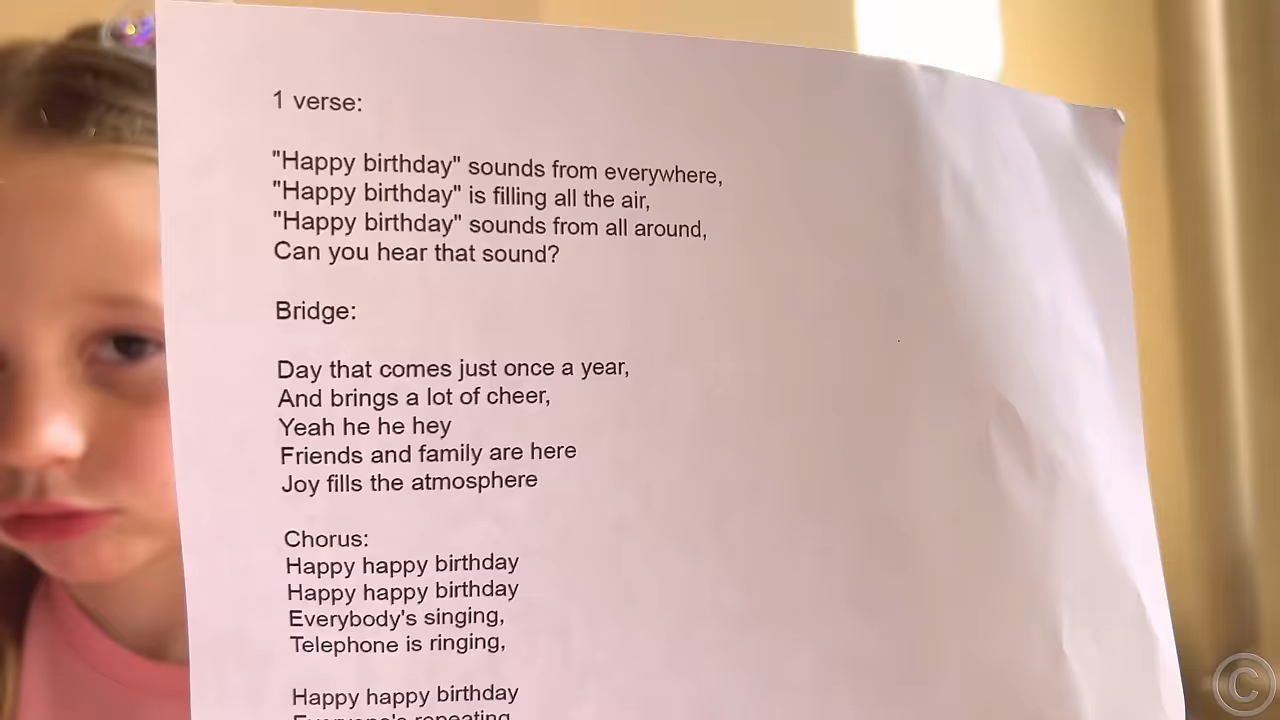 1 verse:
"Happy birthday" sounds from everywhere,
"Happy birthday" is filling all the air,
"Happy birthday" sounds from all around,
Can you hear that sound?
Bridge:
Day that comes just once a year,
And brings a lot of cheer,
Yeah he he hey
Friends and family are here
Joy fills the atmosphere
Chorus:
Happy happy birthday
Happy happy birthday
Everybody's singing,
Telephone is ringing,
Happy happy birthday
Everyone's repeating
©